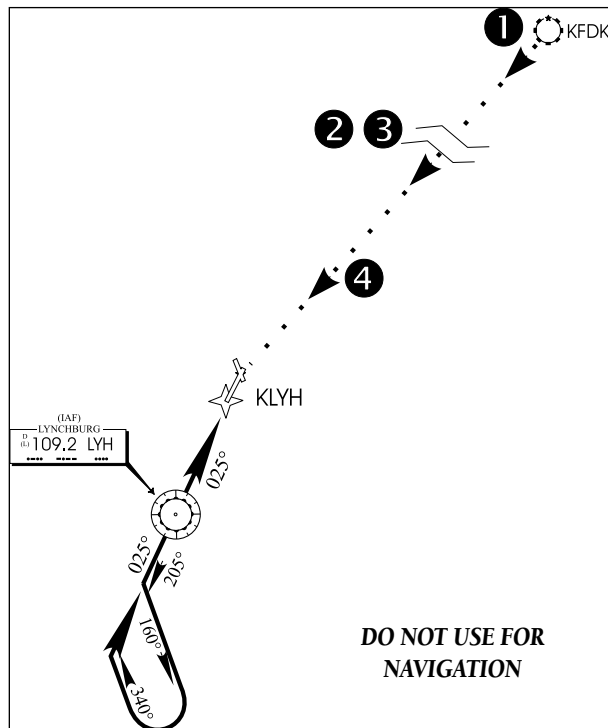 1 KFDK
2 3
4
KLYH
(IAF)
LYNCHBURG
D
(L) 109.2 LYH
025°
025°
205°
160°
340°
DO NOT USE FOR
NAVIGATION